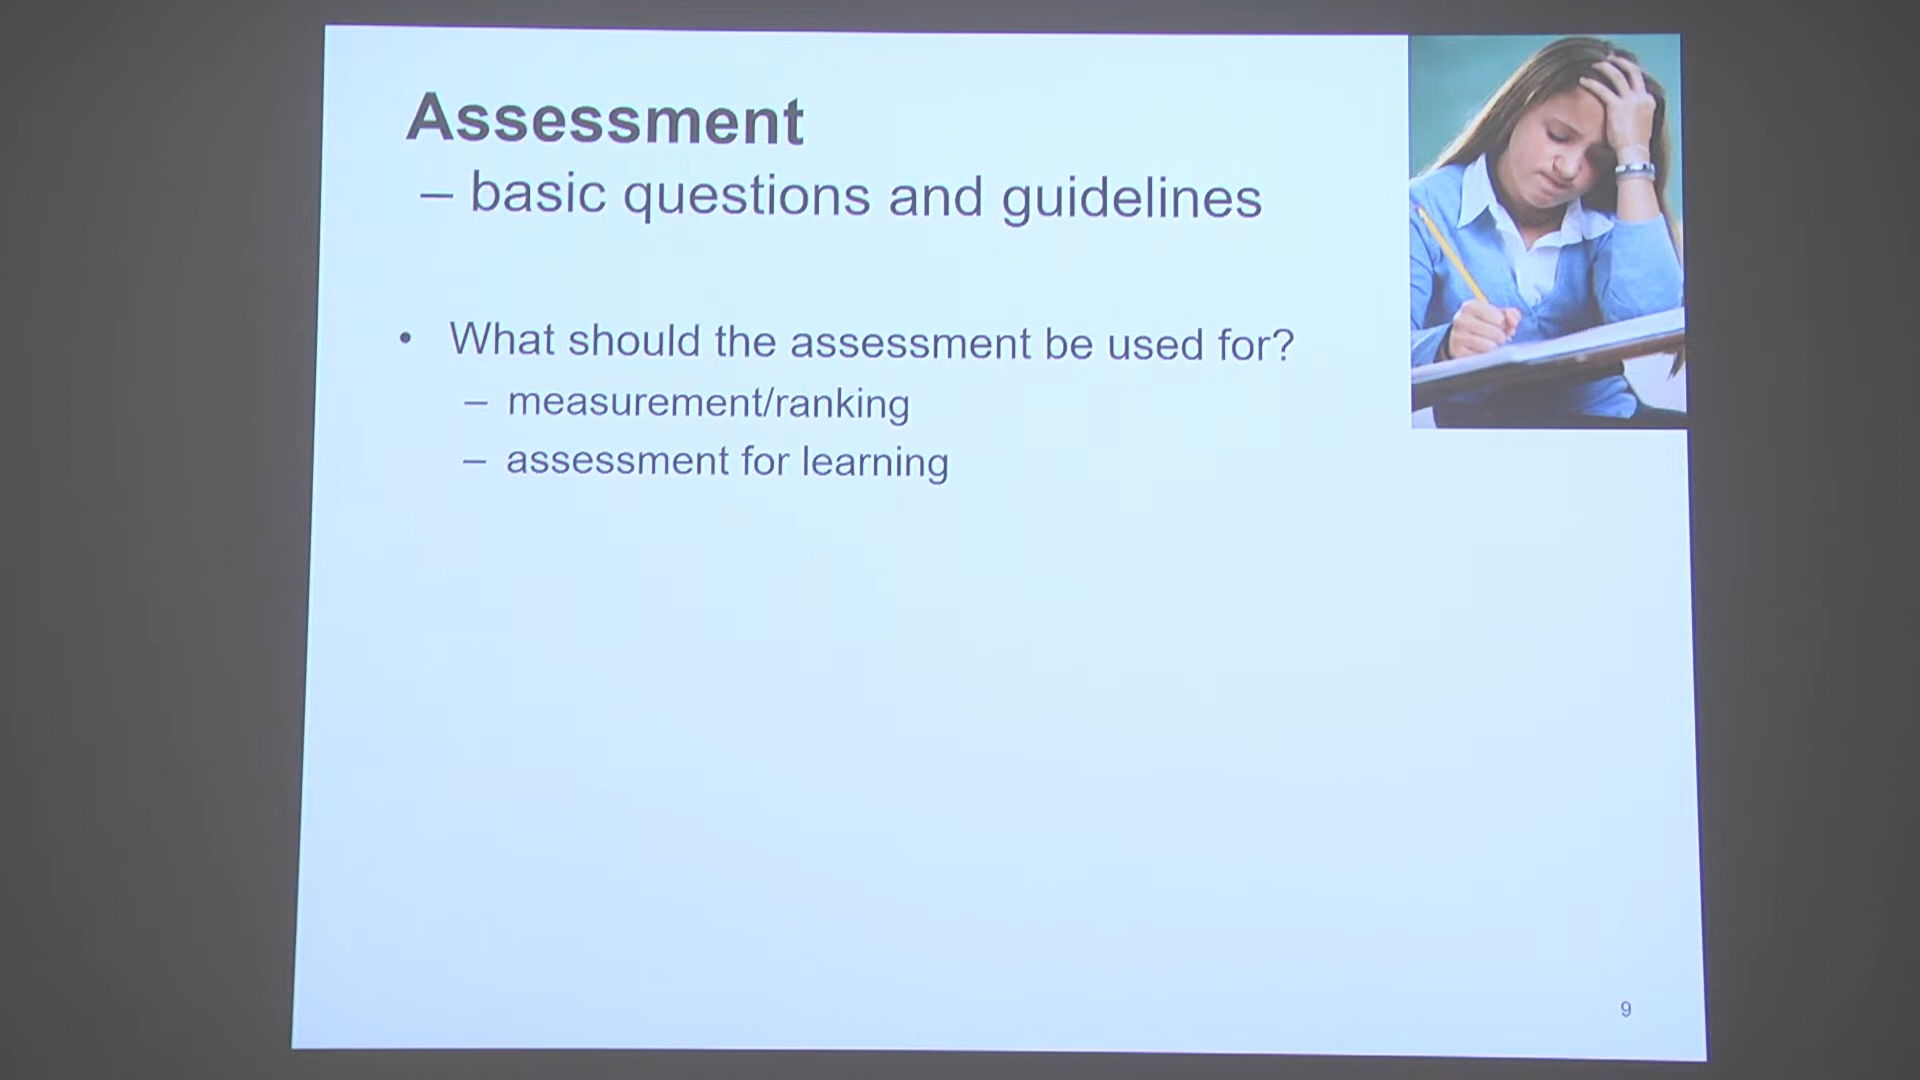 Assessment
– basic questions and guidelines
• What should the assessment be used for?
– measurement/ranking
– assessment for learning
9